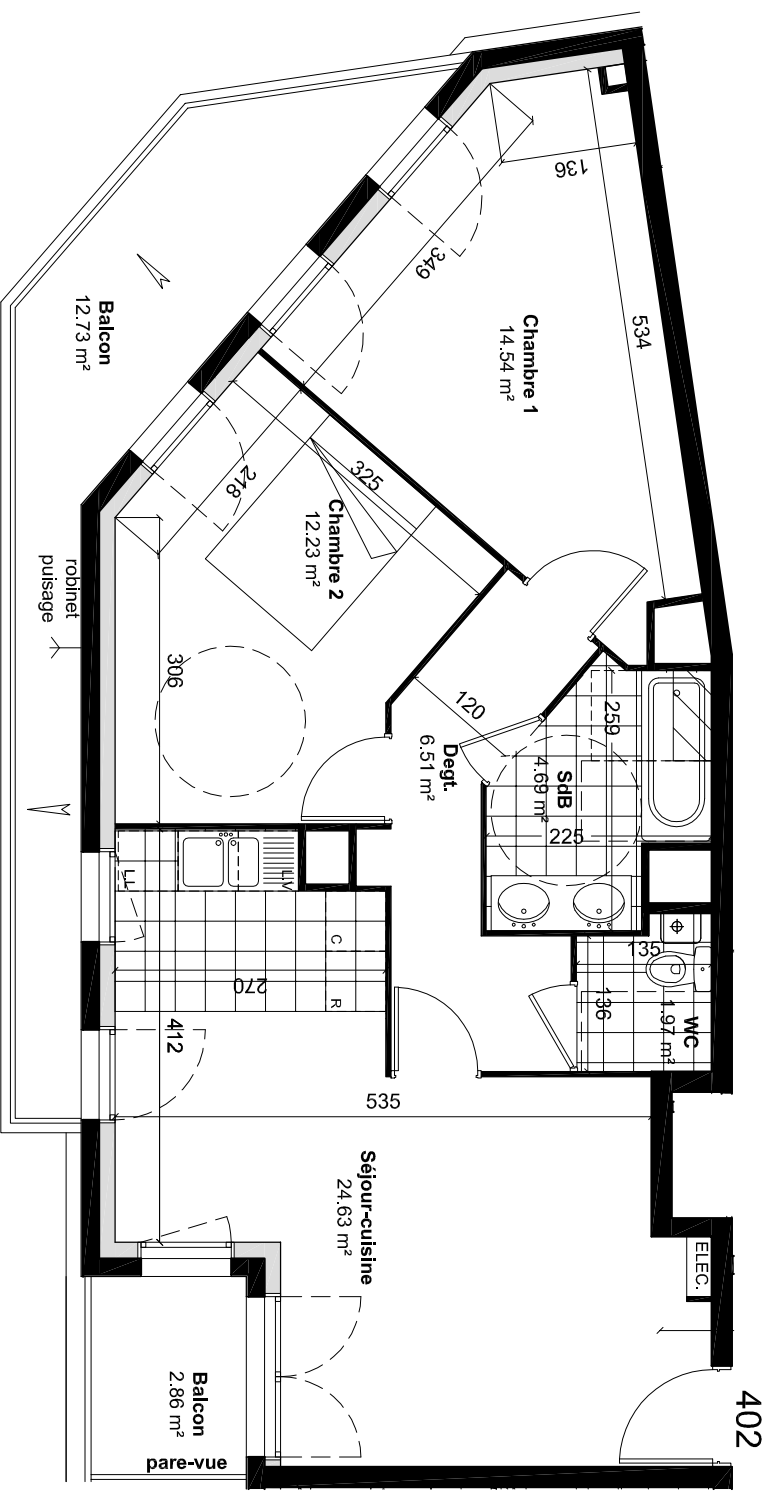 402
ELEC.
534
136
349
Chambre 1
14.54 m²
325
218
Chambre 2
12.23 m²
306
Balcon
12.73 m²
robinet
puisage
120
Degt.
6.51 m²
259
SdB
4.69 m²
225
135
136
WC
1.97 m²
LL
LV
C
R
270
412
535
Séjour-cuisine
24.63 m²
Balcon
2.86 m²
pare-vue